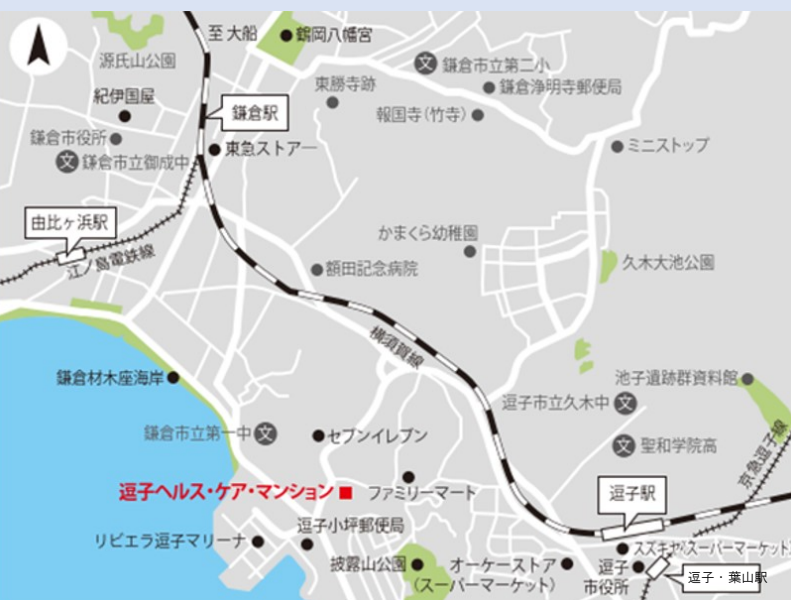 至 大船
鶴岡八幡宮
源氏山公園
文
鎌倉市立第二小
紀伊国屋
東勝寺跡
鎌倉浄明寺郵便局
鎌倉駅
報国寺(竹寺)
鎌倉市役所
東急ストアー
ミニストップ
文
鎌倉市立御成中
由比ヶ浜駅
かまくら幼稚園
江ノ島電鉄線
額田記念病院
久木大池公園
横須賀線
鎌倉材木座海岸
池子遺跡群資料館
逗子市立久木中
文
鎌倉市立第一中
文
セブンイレブン
文
聖和学院高
京急逗子線
逗子ヘルス・ケア・マンション
ファミリーマート
逗子駅
逗子小坪郵便局
リビエラ逗子マリーナ
スズキヤ(スーパーマーケット)
披露山公園
オーケーストア
(スーパーマーケット)
逗子
市役所
逗子・葉山駅